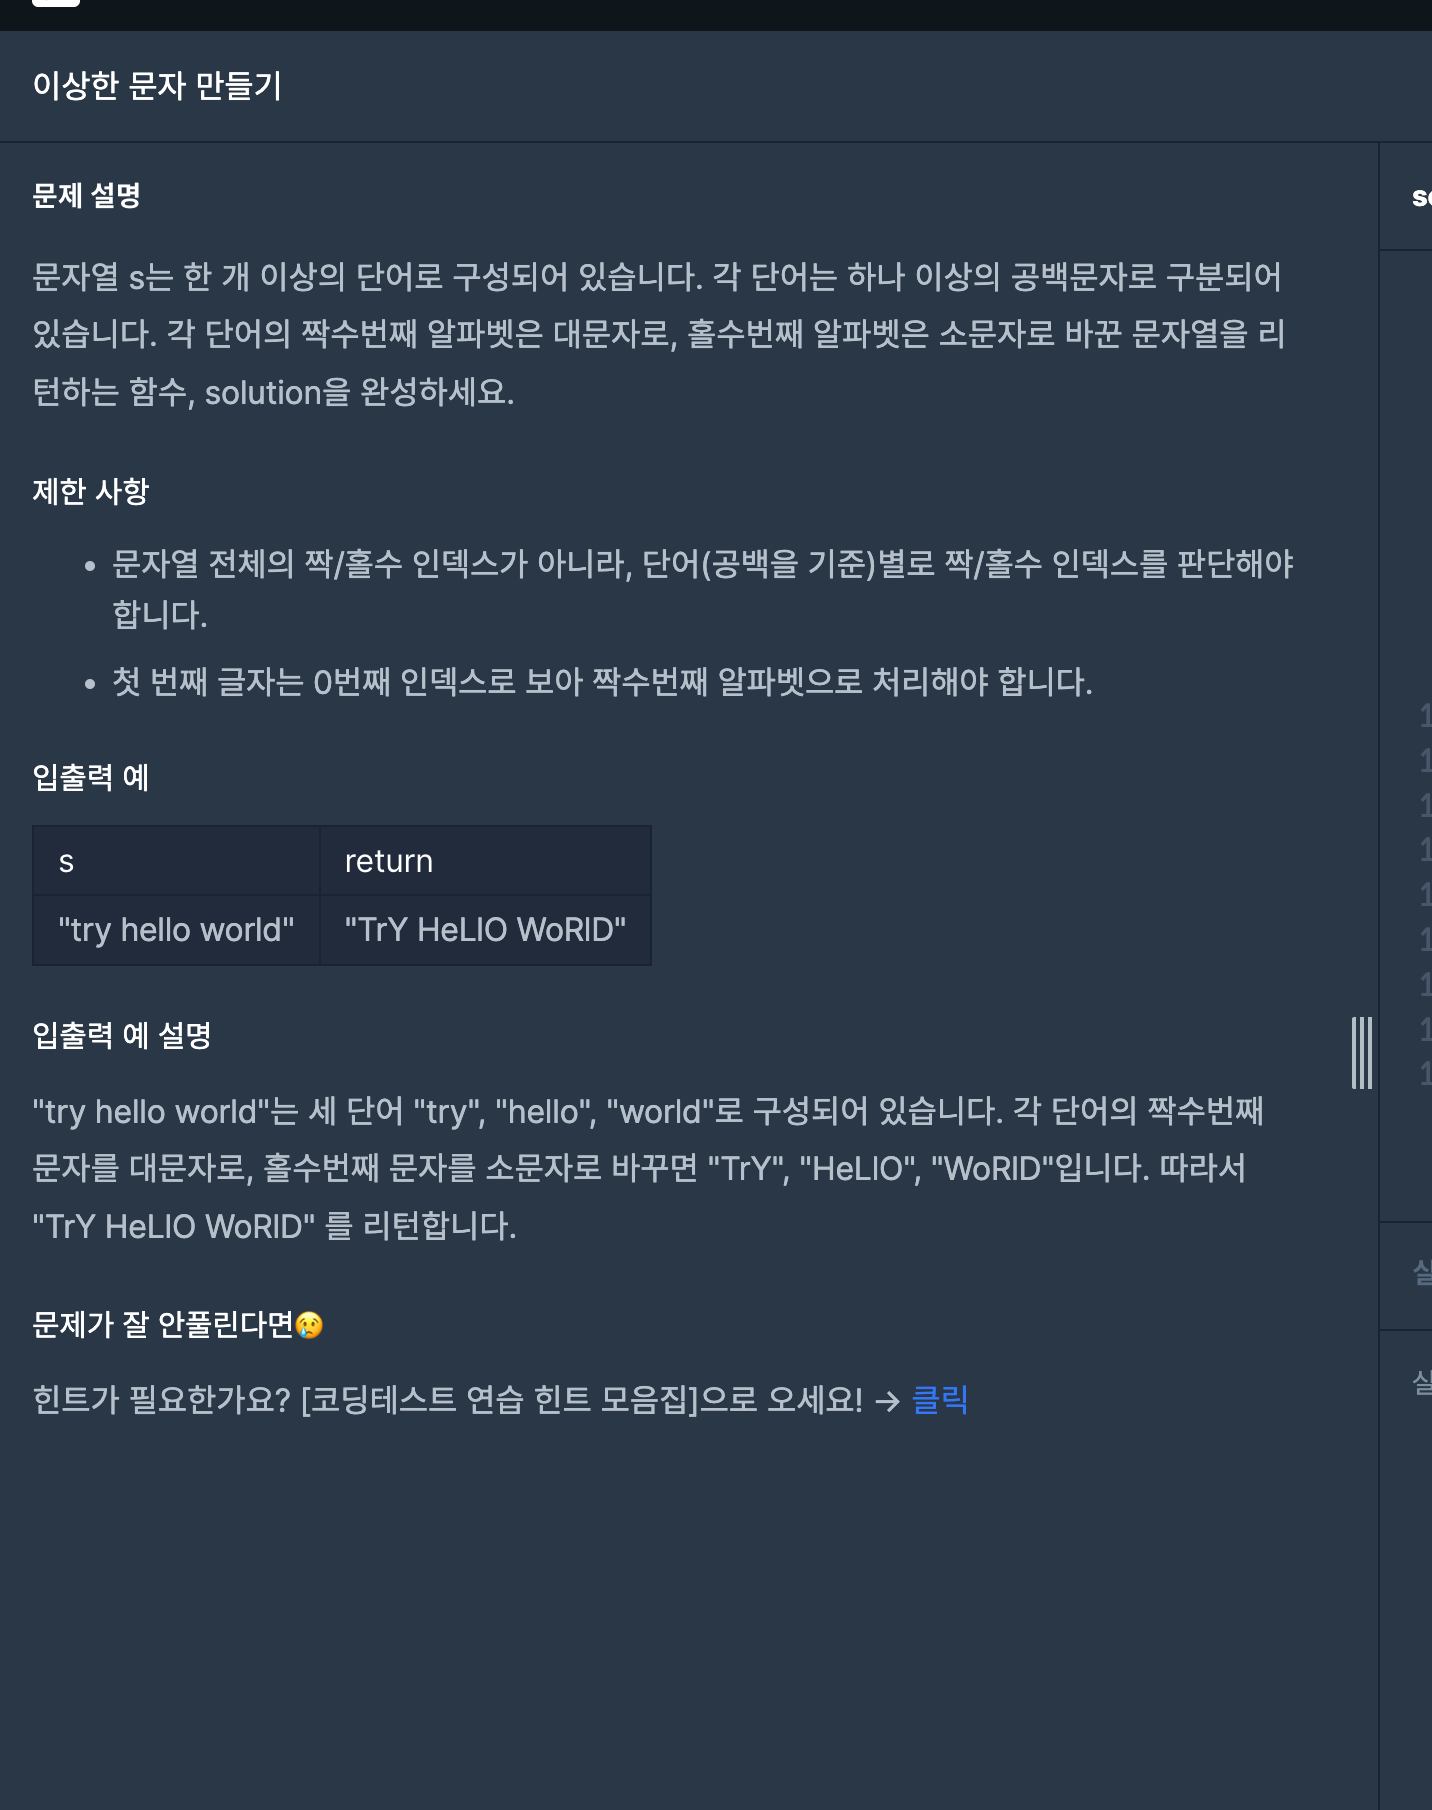 이상한 문자 만들기
문제 설명
문자열 s는 한 개 이상의 단어로 구성되어 있습니다. 각 단어는 하나 이상의 공백문자로 구분되어
있습니다. 각 단어의 짝수번째 알파벳은 대문자로, 홀수번째 알파벳은 소문자로 바꾼 문자열을 리
턴하는 함수, solution을 완성하세요.
제한 사항
• 문자열 전체의 짝/홀수 인덱스가 아니라, 단어(공백을 기준)별로 짝/홀수 인덱스를 판단해야
합니다.
• 첫 번째 글자는 0번째 인덱스로 보아 짝수번째 알파벳으로 처리해야 합니다.
입출력 예
s return
"try hello world" "TrY HeLlO WoRlD"
입출력 예 설명
"try hello world"는 세 단어 "try", "hello", "world"로 구성되어 있습니다. 각 단어의 짝수번째
문자를 대문자로, 홀수번째 문자를 소문자로 바꾸면 "TrY", "HeLlO", "WoRlD"입니다. 따라서
"TrY HeLlO WoRlD" 를 리턴합니다.
문제가 잘 안풀린다면😢
힌트가 필요한가요? [코딩테스트 연습 힌트 모음집]으로 오세요! → 클릭